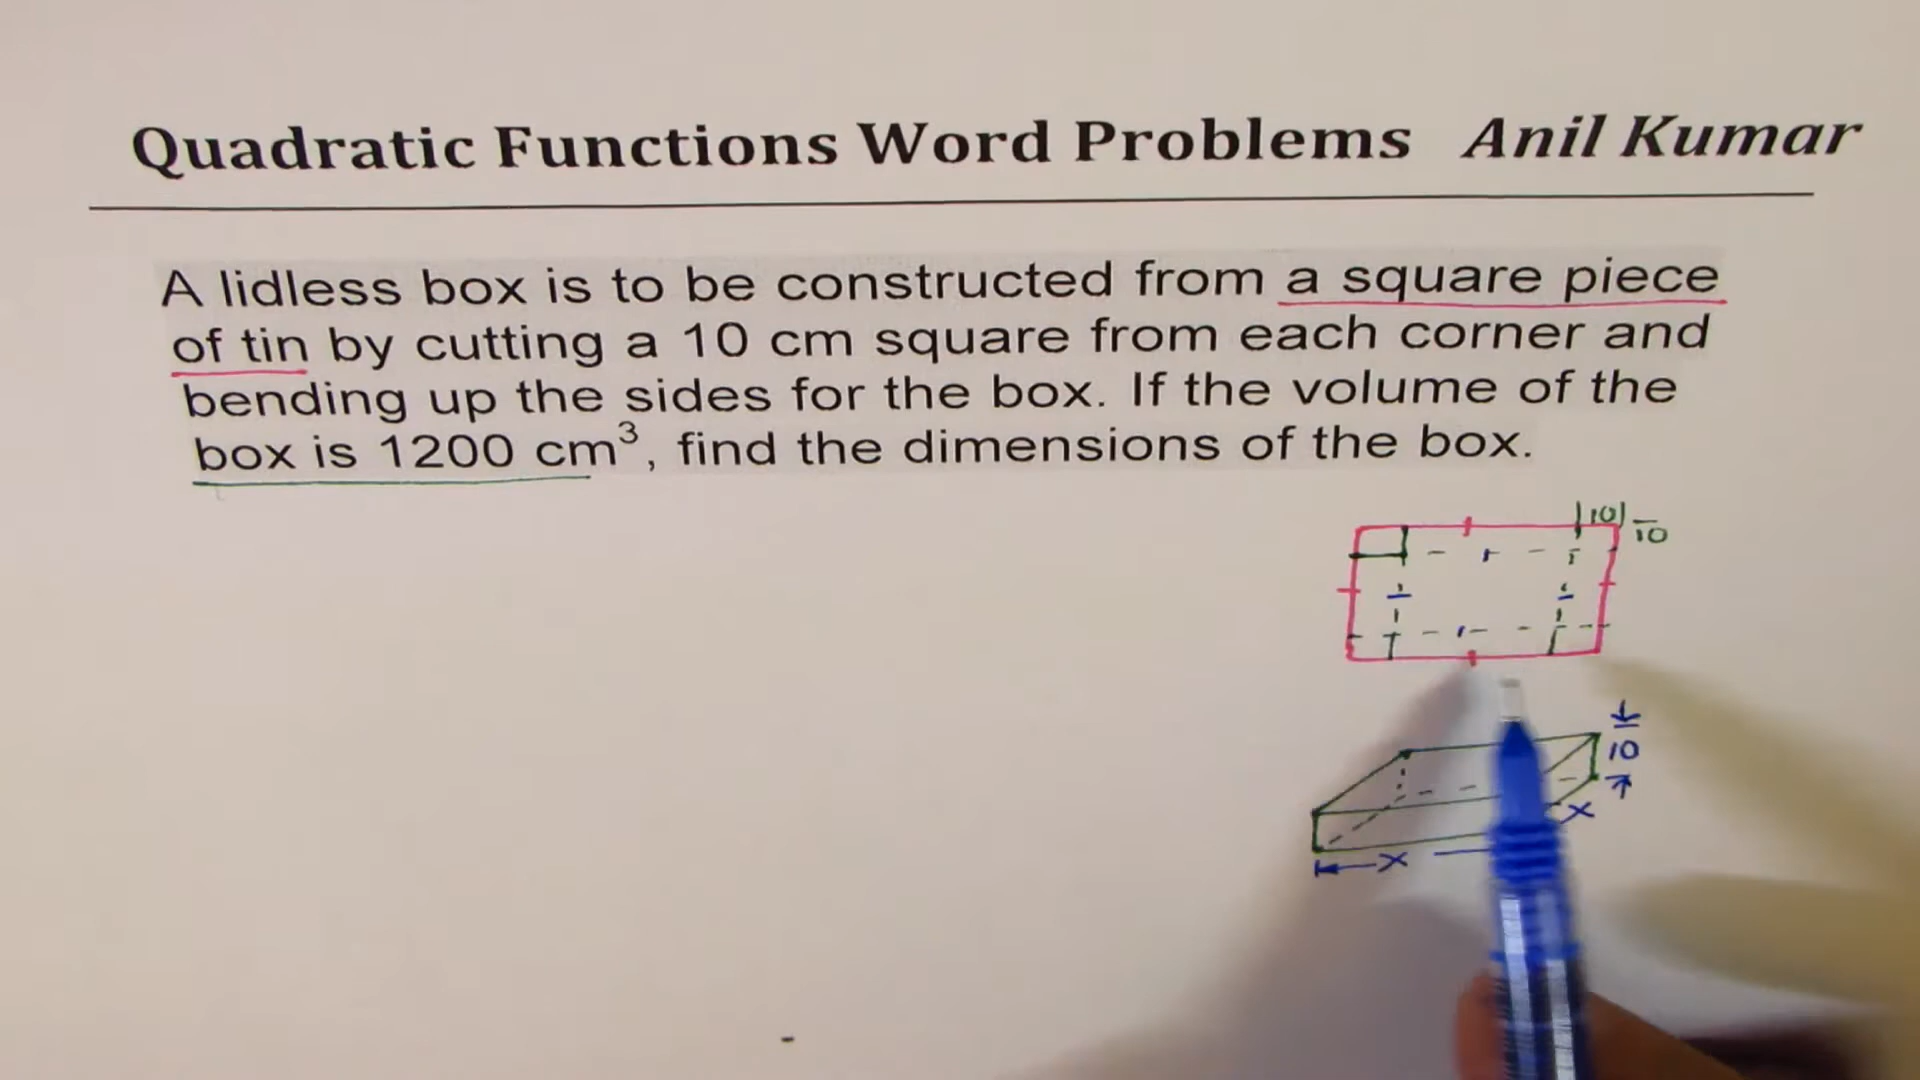 Quadratic Functions Word Problems Anil Kumar
A lidless box is to be constructed from a square piece
of tin by cutting a 10 cm square from each corner and
bending up the sides for the box. If the volume of the
box is 1200 cm³, find the dimensions of the box.
10
10
10
x
x